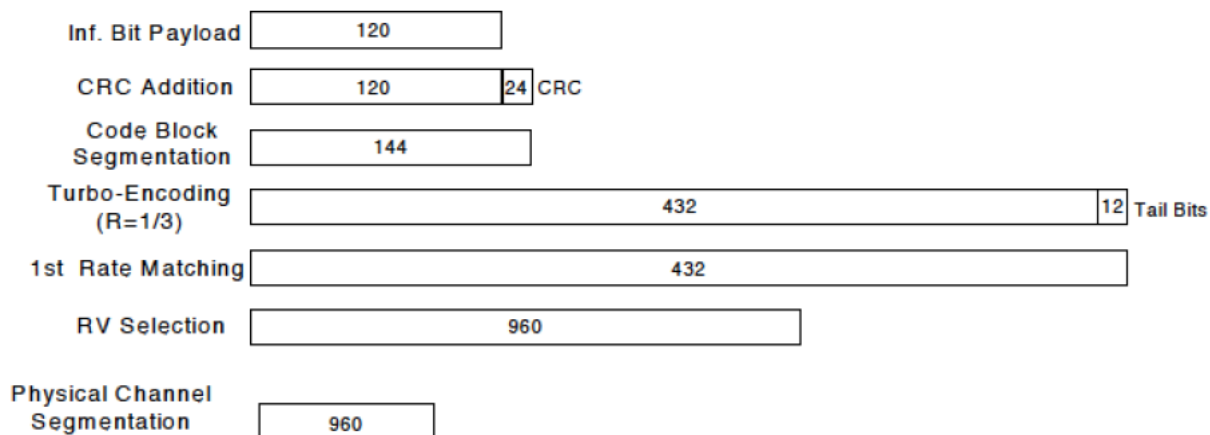 Inf. Bit Payload 120
CRC Addition 120 24 CRC
Code Block
Segmentation 144
Turbo-Encoding
(R=1/3) 432 12 Tail Bits
1st Rate Matching 432
RV Selection 960
Physical Channel
Segmentation 960